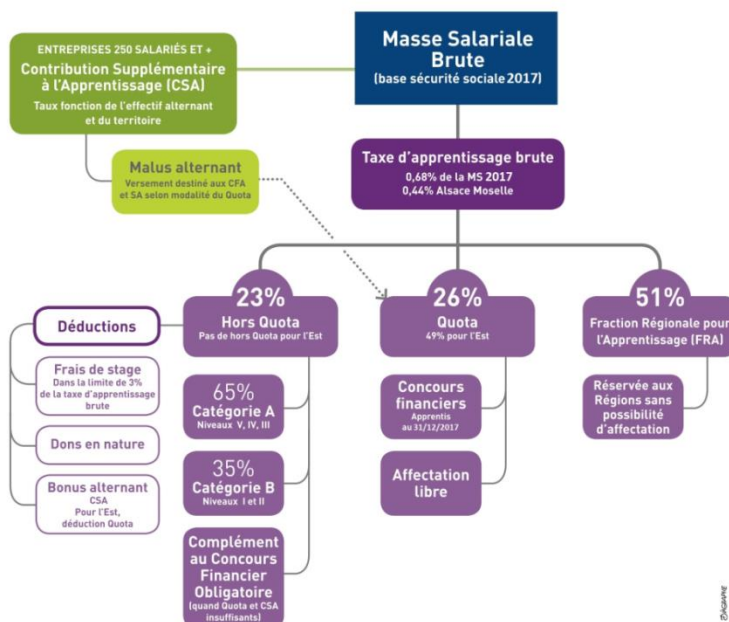 ENTREPRISES 250 SALARIÉS ET +
Contribution Supplémentaire
à l'Apprentissage (CSA)
Taux fonction de l'effectif alternant
et du territoire
Masse Salariale
Brute
(base sécurité sociale 2017)
Malus alternant
Versement destiné aux CFA
et SA selon modalité du Quota
Taxe d'apprentissage brute
0,68% de la MS 2017
0,44% Alsace Moselle
23%
Hors Quota
Pas de hors Quota pour l'Est
26%
Quota
49% pour l'Est
51%
Fraction Régionale pour
l'Apprentissage (FRA)
Déductions
Frais de stage
Dans la limite de 3%
de la taxe d'apprentissage
brute
Dons en nature
Bonus alternant
CSA
Pour l'Est,
déduction Quota
65%
Catégorie A
Niveaux V, IV, III
35%
Catégorie B
Niveaux I et II
Complément
au Concours
Financier
Obligatoire
(quand Quota et CSA
insuffisants)
Concours
financiers
Apprentis
au 31/12/2017
Affectation
libre
Réservée aux
Régions sans
possibilité
d'affectation